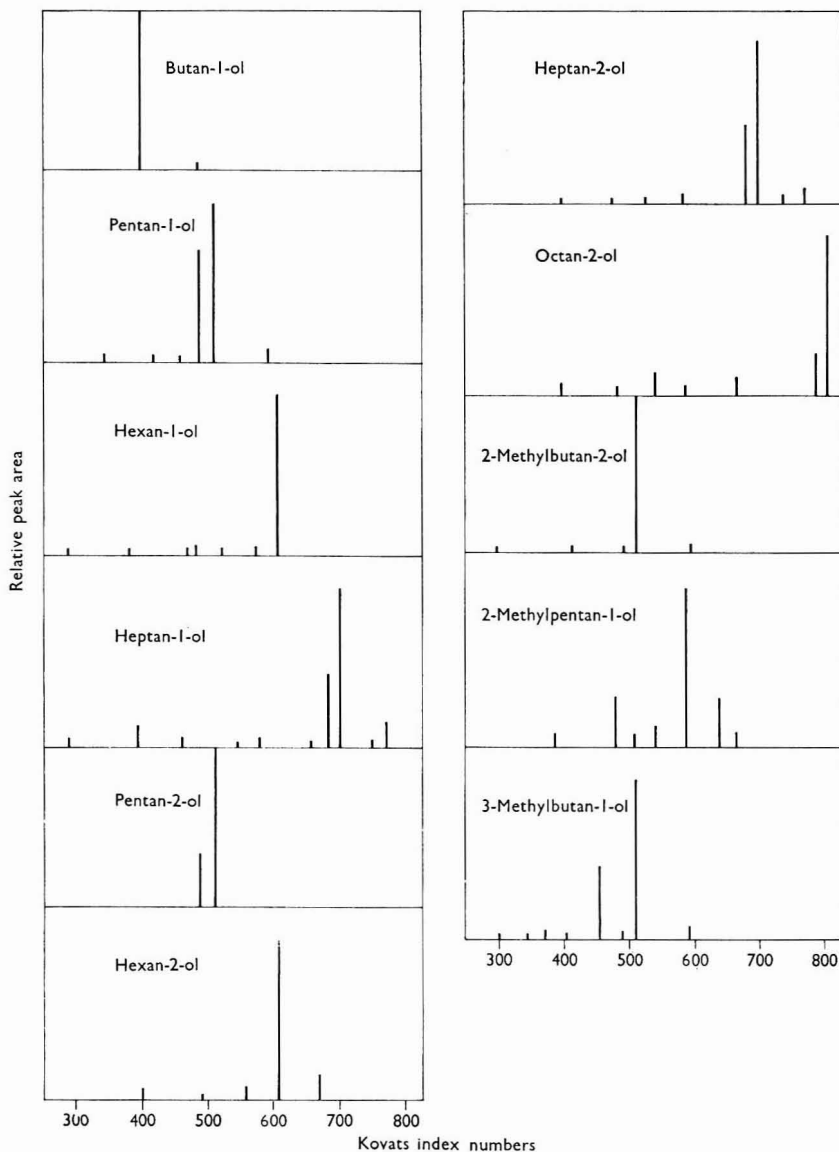 Butan-1-ol
Pentan-1-ol
Hexan-1-ol
Heptan-1-ol
Pentan-2-ol
Hexan-2-ol
300 400 500 600 700 800
Heptan-2-ol
Octan-2-ol
2-Methylbutan-2-ol
2-Methylpentan-1-ol
3-Methylbutan-1-ol
300 400 500 600 700 800
Relative peak area
Kovats index numbers